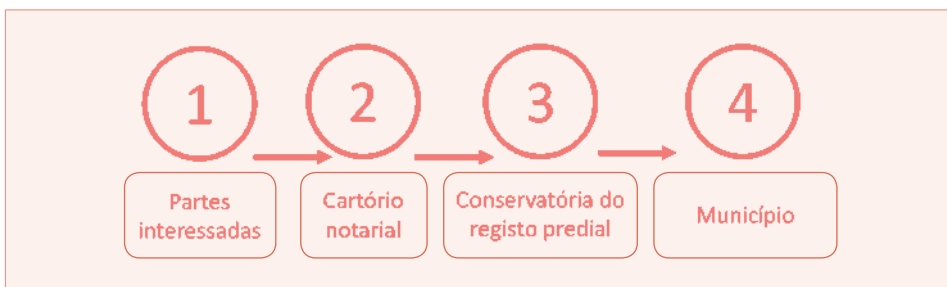 1
2
3
4
Partes
interessadas
Cartório
notarial
Conservatória do
registo predial
Município